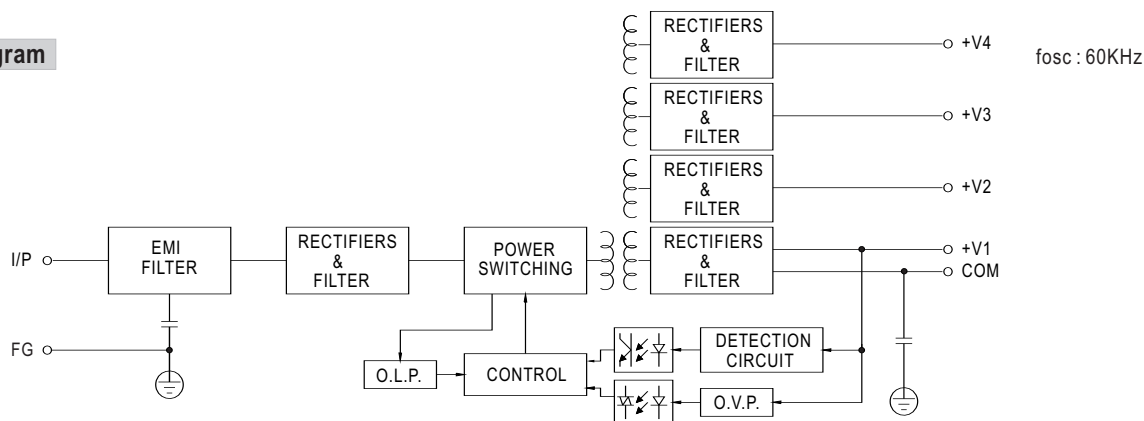 gram
fosc : 60KHz
RECTIFIERS
&
FILTER
+V4
RECTIFIERS
&
FILTER
+V3
RECTIFIERS
&
FILTER
+V2
I/P
EMI
FILTER
RECTIFIERS
&
FILTER
POWER
SWITCHING
RECTIFIERS
&
FILTER
+V1
COM
FG
O.L.P.
CONTROL
DETECTION
CIRCUIT
O.V.P.